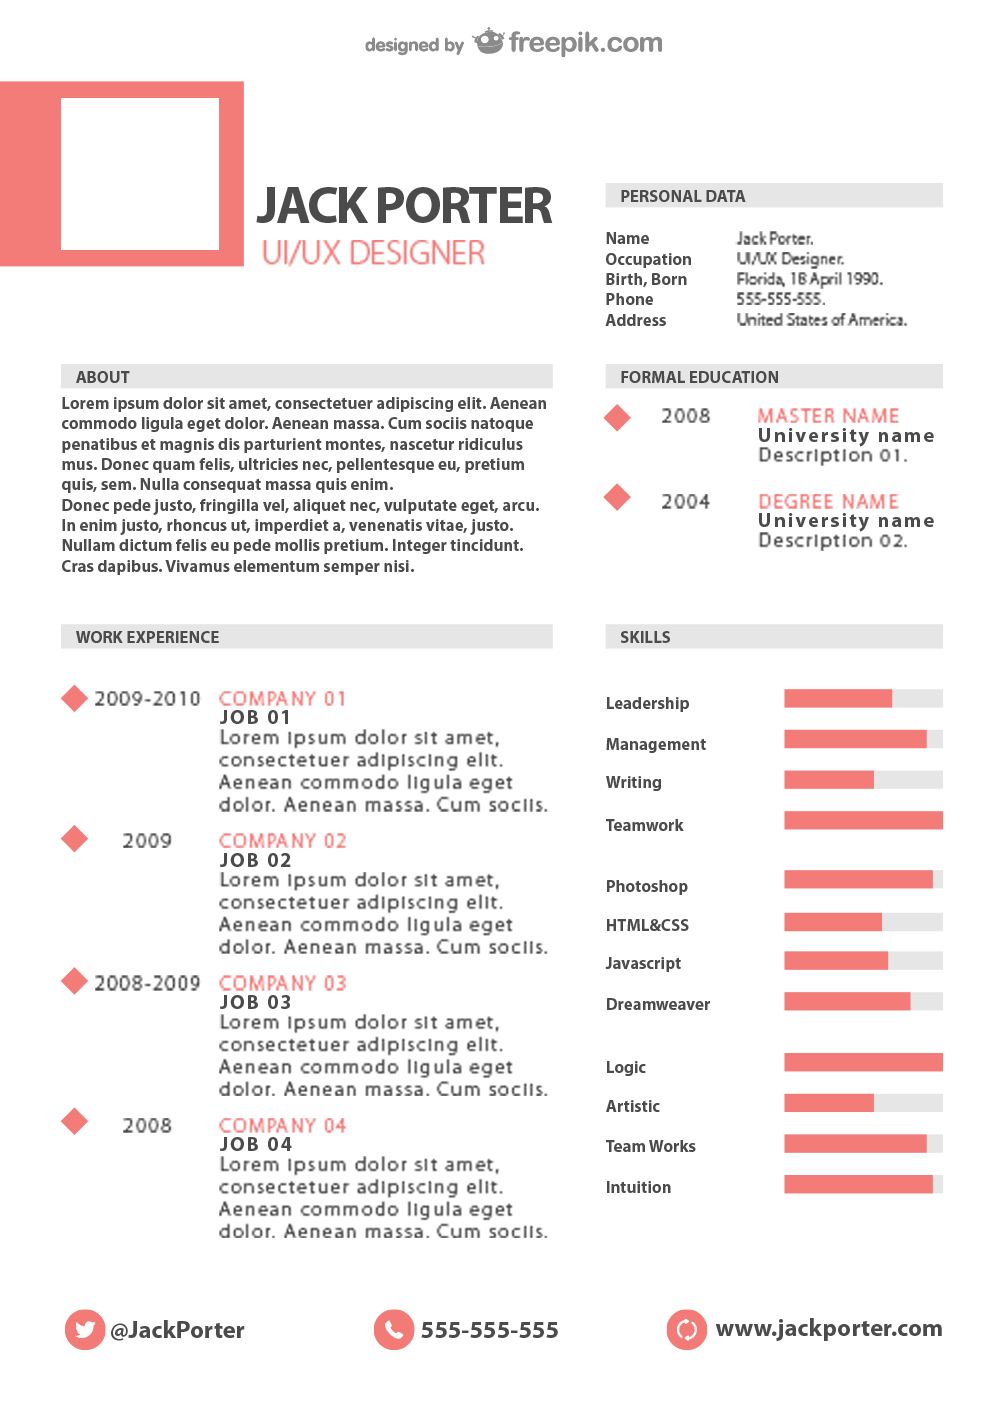 designed by freepik.com
JACK PORTER
UI/UX DESIGNER
PERSONAL DATA
Name Jack Porter.
Occupation UI/UX Designer.
Birth, Born Florida, 18 April 1990.
Phone 555-555-555.
Address United States of America.
ABOUT
Lorem ipsum dolor sit amet, consectetuer adipiscing elit. Aenean
commodo ligula eget dolor. Aenean massa. Cum sociis natoque
penatibus et magnis dis parturient montes, nascetur ridiculus
mus. Donec quam felis, ultricies nec, pellentesque eu, pretium
quis, sem. Nulla consequat massa quis enim.
Donec pede justo, fringilla vel, aliquet nec, vulputate eget, arcu.
In enim justo, rhoncus ut, imperdiet a, venenatis vitae, justo.
Nullam dictum felis eu pede mollis pretium. Integer tincidunt.
Cras dapibus. Vivamus elementum semper nisi.
FORMAL EDUCATION
2008 MASTER NAME
University name
Description 01.
2004 DEGREE NAME
University name
Description 02.
WORK EXPERIENCE
2009-2010 COMPANY 01
JOB 01
Lorem ipsum dolor sit amet,
consectetuer adipiscing elit.
Aenean commodo ligula eget
dolor. Aenean massa. Cum sociis.
2009 COMPANY 02
JOB 02
Lorem ipsum dolor sit amet,
consectetuer adipiscing elit.
Aenean commodo ligula eget
dolor. Aenean massa. Cum sociis.
2008-2009 COMPANY 03
JOB 03
Lorem ipsum dolor sit amet,
consectetuer adipiscing elit.
Aenean commodo ligula eget
dolor. Aenean massa. Cum sociis.
2008 COMPANY 04
JOB 04
Lorem ipsum dolor sit amet,
consectetuer adipiscing elit.
Aenean commodo ligula eget
dolor. Aenean massa. Cum sociis.
SKILLS
Leadership
Management
Writing
Teamwork
Photoshop
HTML&CSS
Javascript
Dreamweaver
Logic
Artistic
Team Works
Intuition
@JackPorter
555-555-555
www.jackporter.com